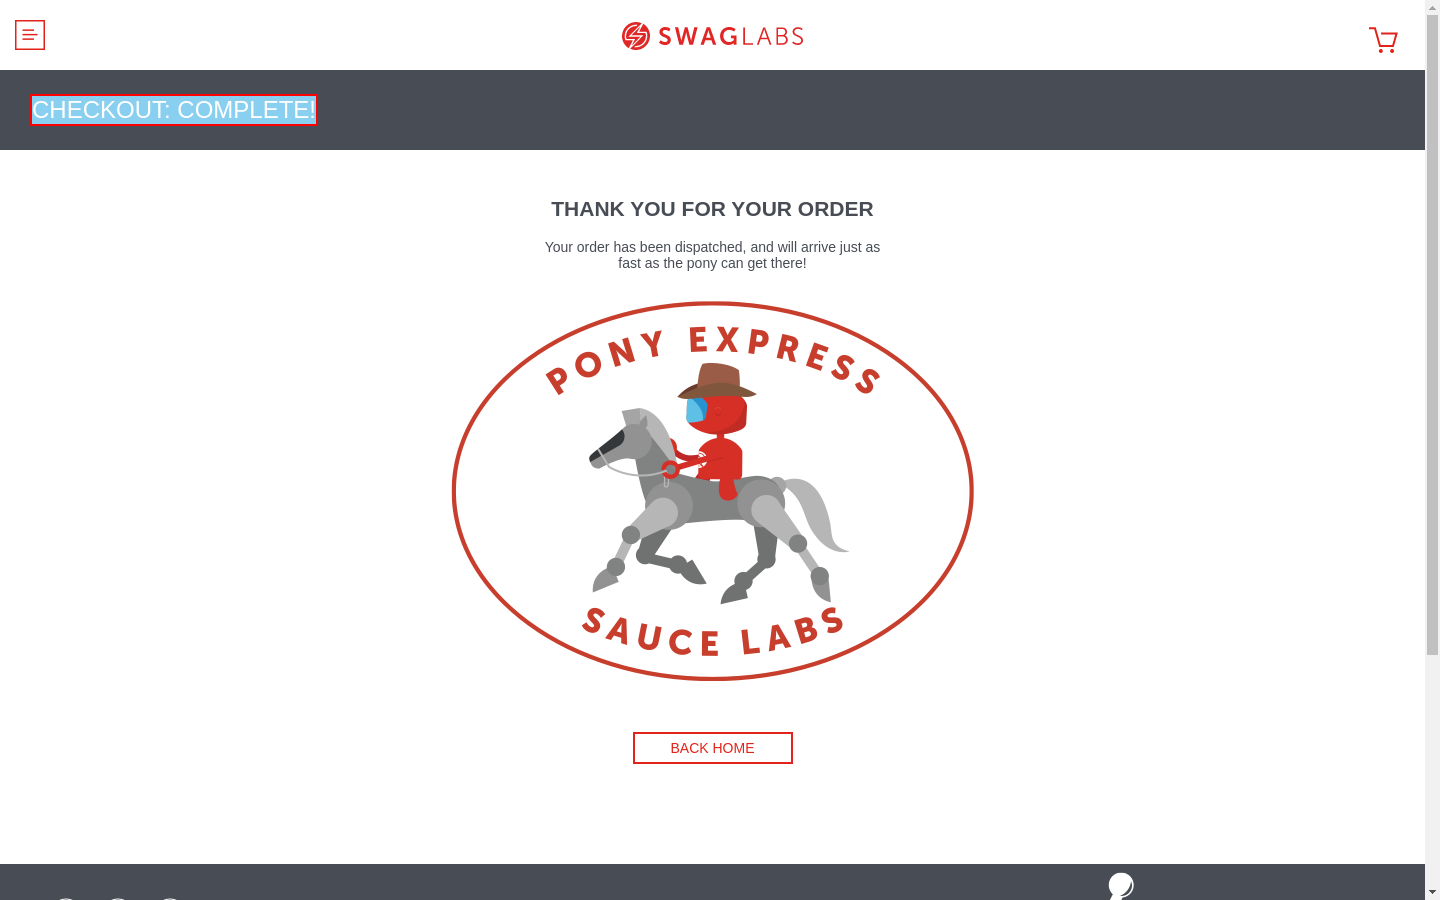 SWAGLABS
CHECKOUT: COMPLETE!
THANK YOU FOR YOUR ORDER
Your order has been dispatched, and will arrive just as
fast as the pony can get there!
PONY EXPRESS
SAUCE LABS
BACK HOME